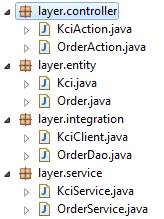 layer.controller
KciAction.java
OrderAction.java
layer.entity
Kci.java
Order.java
layer.integration
KciClient.java
OrderDao.java
layer.service
KciService.java
OrderService.java